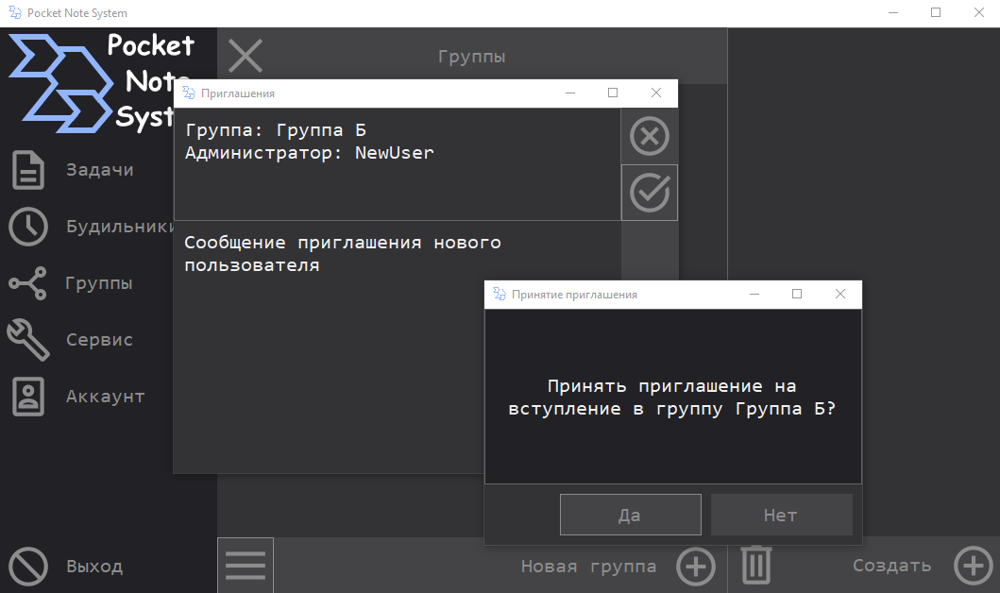 Pocket Note System
Pocket
Note
Syst
Группы
Приглашения
Группа: Группа Б
Администратор: NewUser
Сообщение приглашения нового
пользователя
Задачи
Будильники
Группы
Сервис
Аккаунт
Выход
Принятие приглашения
Принять приглашение на
вступление в группу Группа Б?
Да
Нет
Новая группа
Создать